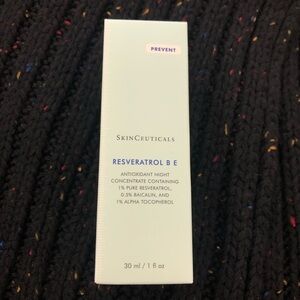 PREVENT
SKINCEUTICALS
RESVERATROL B E
ANTIOXIDANT NIGHT
CONCENTRATE CONTAINING
1% PURE RESVERATROL,
0.5% BAICALIN, AND
1% ALPHA TOCOPHEROL
30 ml / 1 fl oz